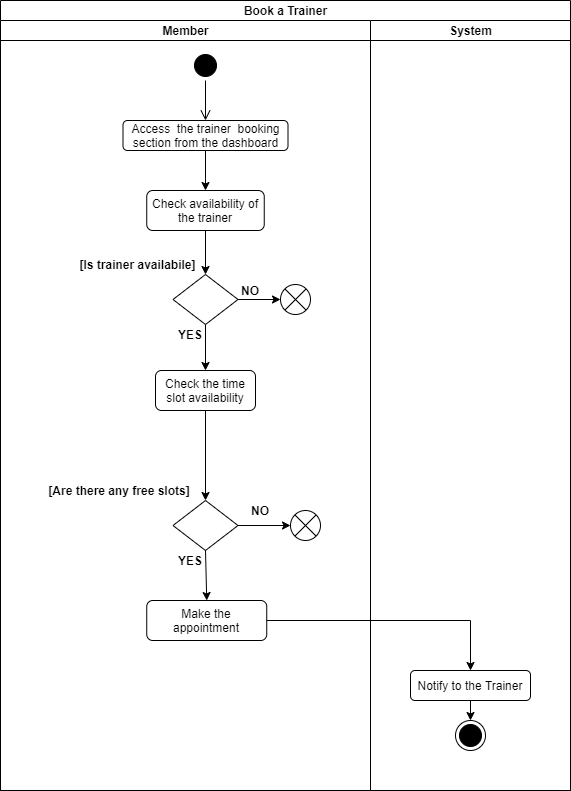 Book a Trainer
Member
System
Access the trainer booking
section from the dashboard
Check availability of
the trainer
[Is trainer availabile]
NO
YES
Check the time
slot availability
[Are there any free slots]
NO
YES
Make the
appointment
Notify to the Trainer